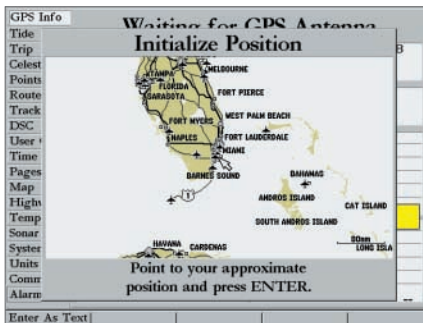 GPS Info
Waiting for GPS Antenna
Initialize Position
Tide
Trip
Celest
Points
Route
Track
DSC
User
Time
Pages
Map
Highw
Temp
Sonar
System
Units
Comm
Alarm
TAMPA
MELBOURNE
FLORIDA
SARASOTA
FORT PIERCE
WEST PALM BEACH
FORT MYERS
FORT LAUDERDALE
NAPLES
MIAMI
BARNES SOUND
BAHAMAS
1
ANDROS ISLAND
CAT ISLAND
SOUTH ANDROS ISLAND
80nm
LONG ISLA
HAVANA
CARDENAS
Point to your approximate
position and press ENTER.
Enter As Text